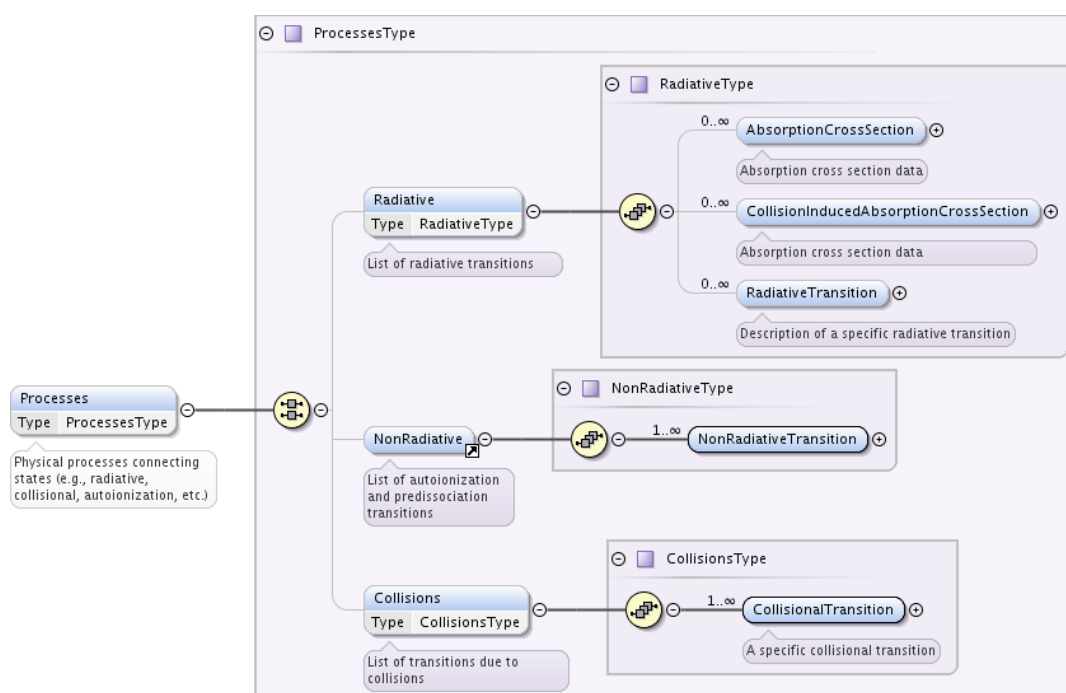 ProcessesType
RadiativeType
0..∞
AbsorptionCrossSection
Absorption cross section data
Radiative
Type RadiativeType
List of radiative transitions
0..∞
CollisionInducedAbsorptionCrossSection
Absorption cross section data
0..∞
RadiativeTransition
Description of a specific radiative transition
Processes
Type ProcessesType
Physical processes connecting
states (e.g., radiative,
collisional, autoionization, etc.)
NonRadiativeType
NonRadiative
1..∞
NonRadiativeTransition
List of autoionization
and predissociation
transitions
CollisionsType
Collisions
Type CollisionsType
List of transitions due to
collisions
1..∞
CollisionalTransition
A specific collisional transition